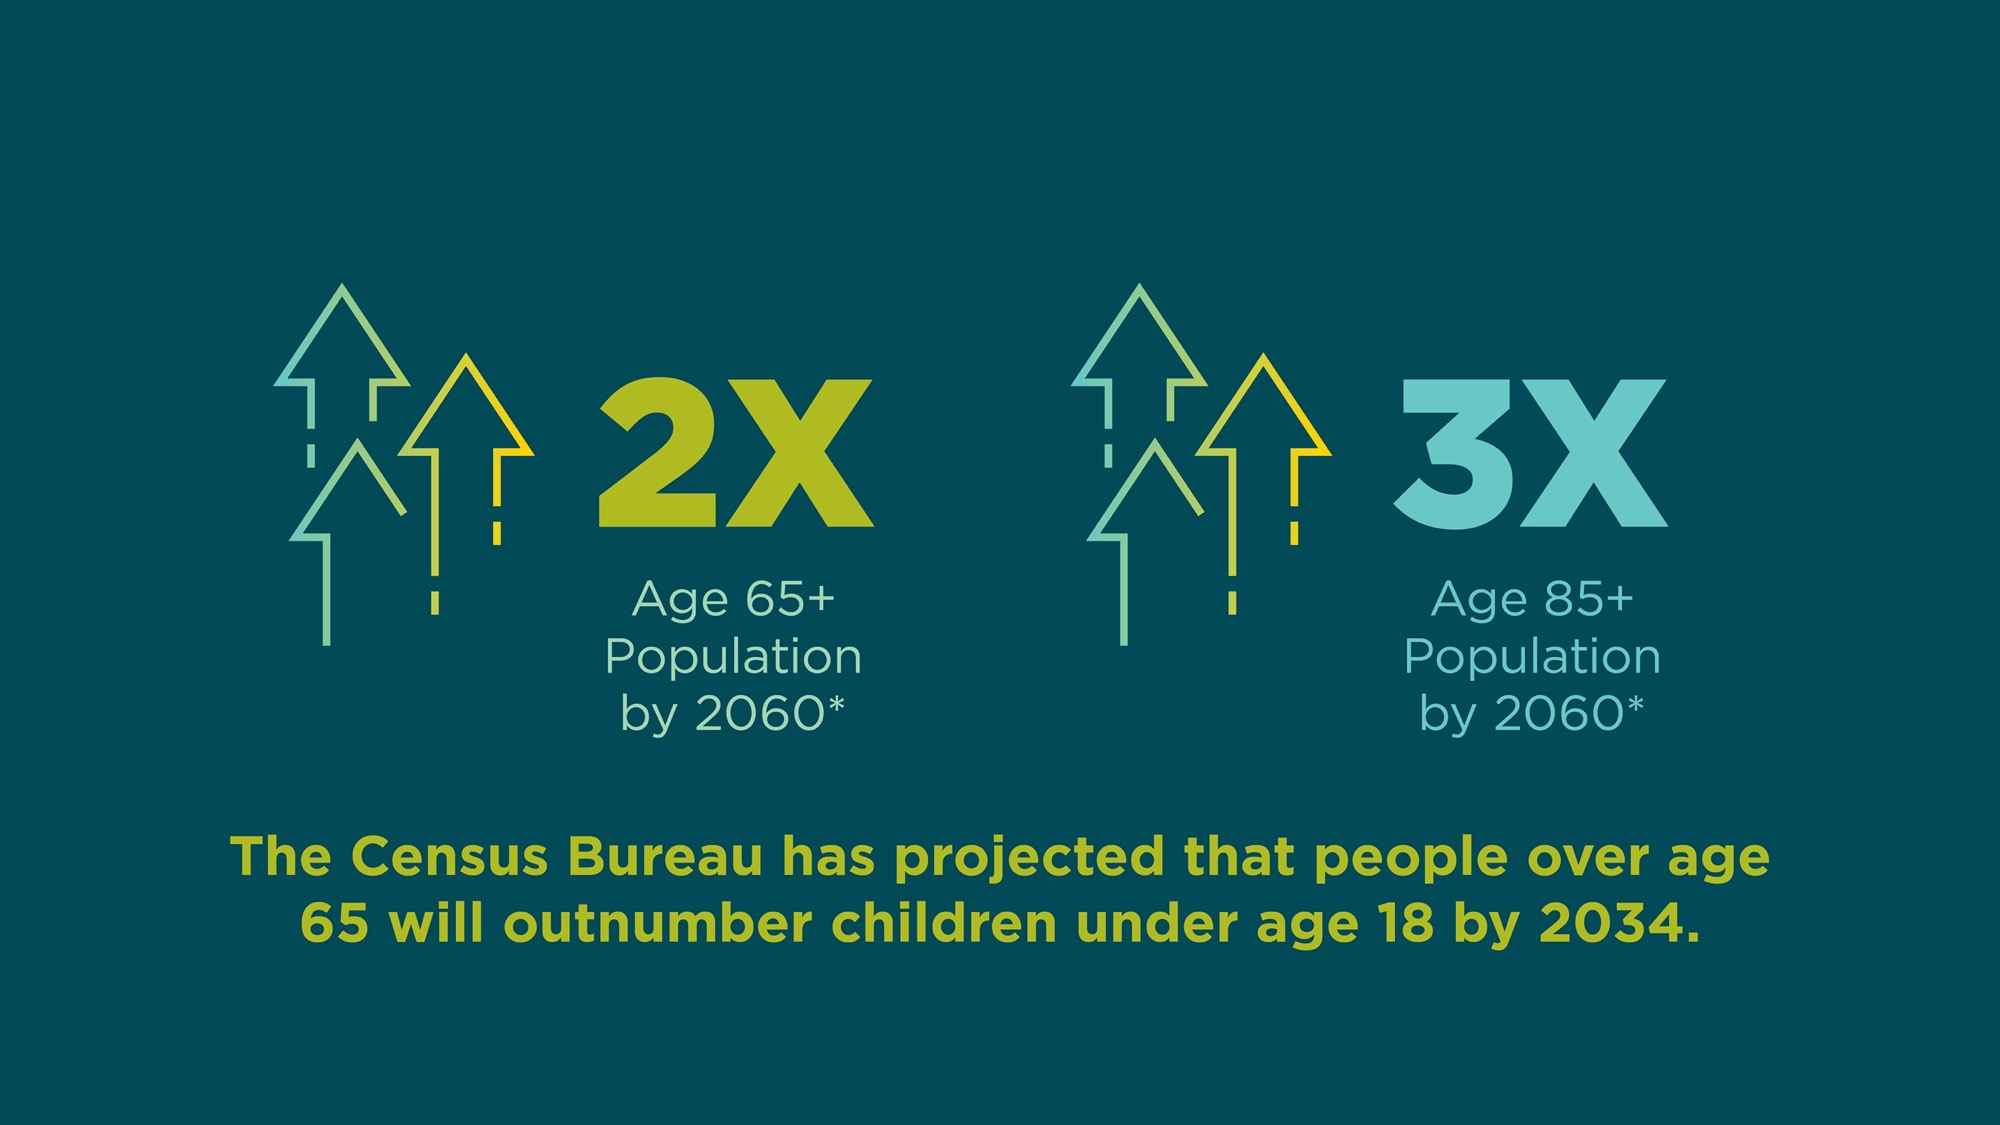 2X
Age 65+
Population
by 2060*
3X
Age 85+
Population
by 2060*
The Census Bureau has projected that people over age
65 will outnumber children under age 18 by 2034.